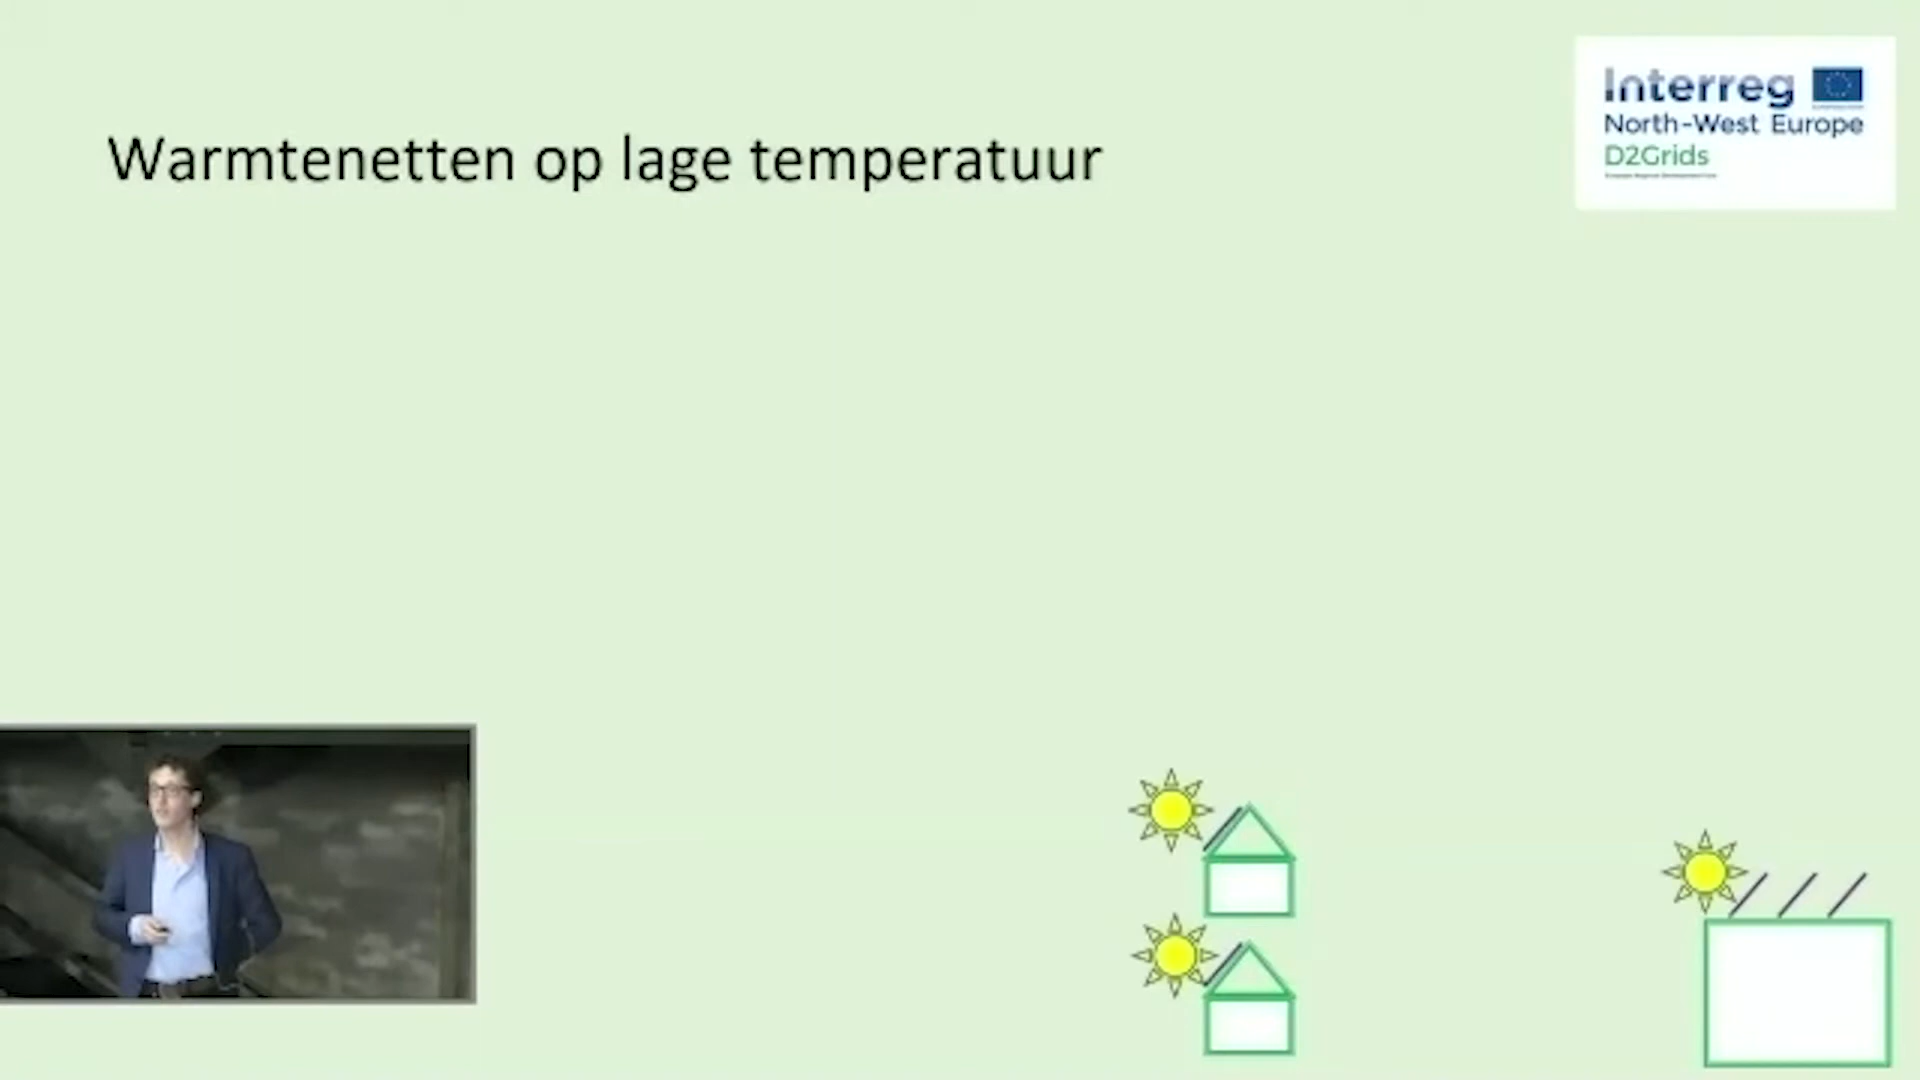 Warmtenetten op lage temperatuur
Interreg
North-West Europe
D2Grids